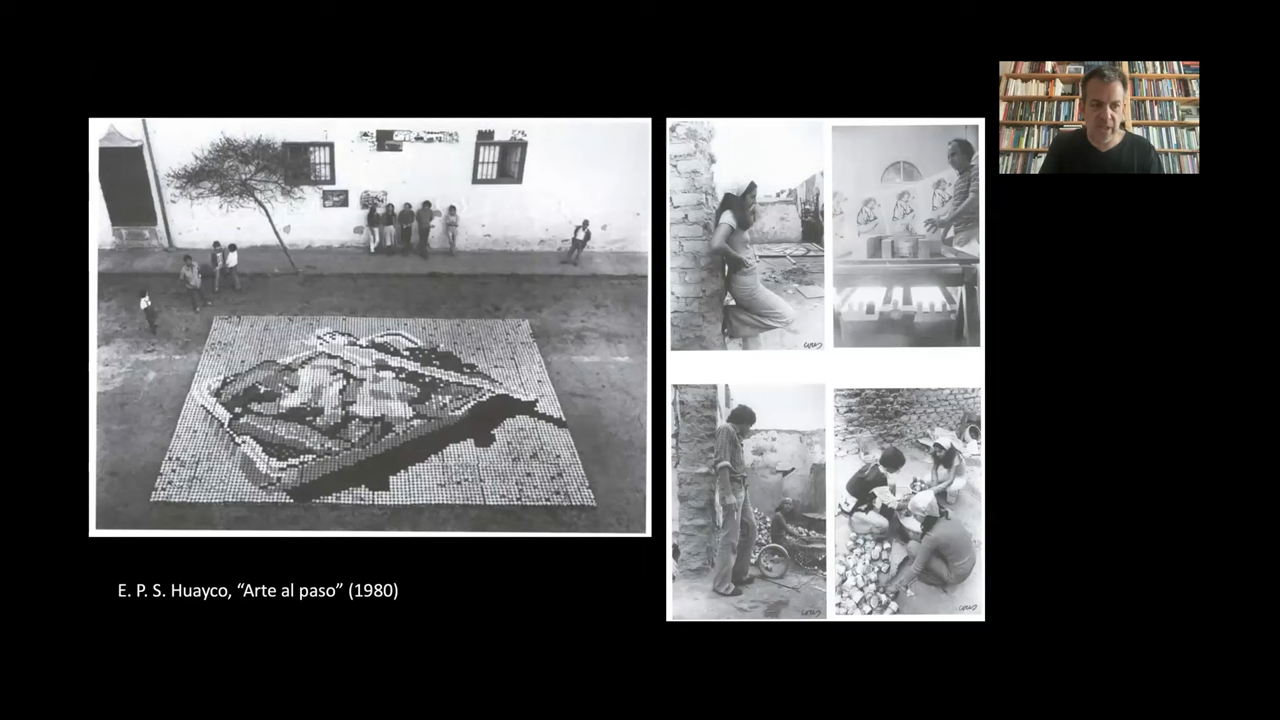 E. P. S. Huayco, “Arte al paso” (1980)